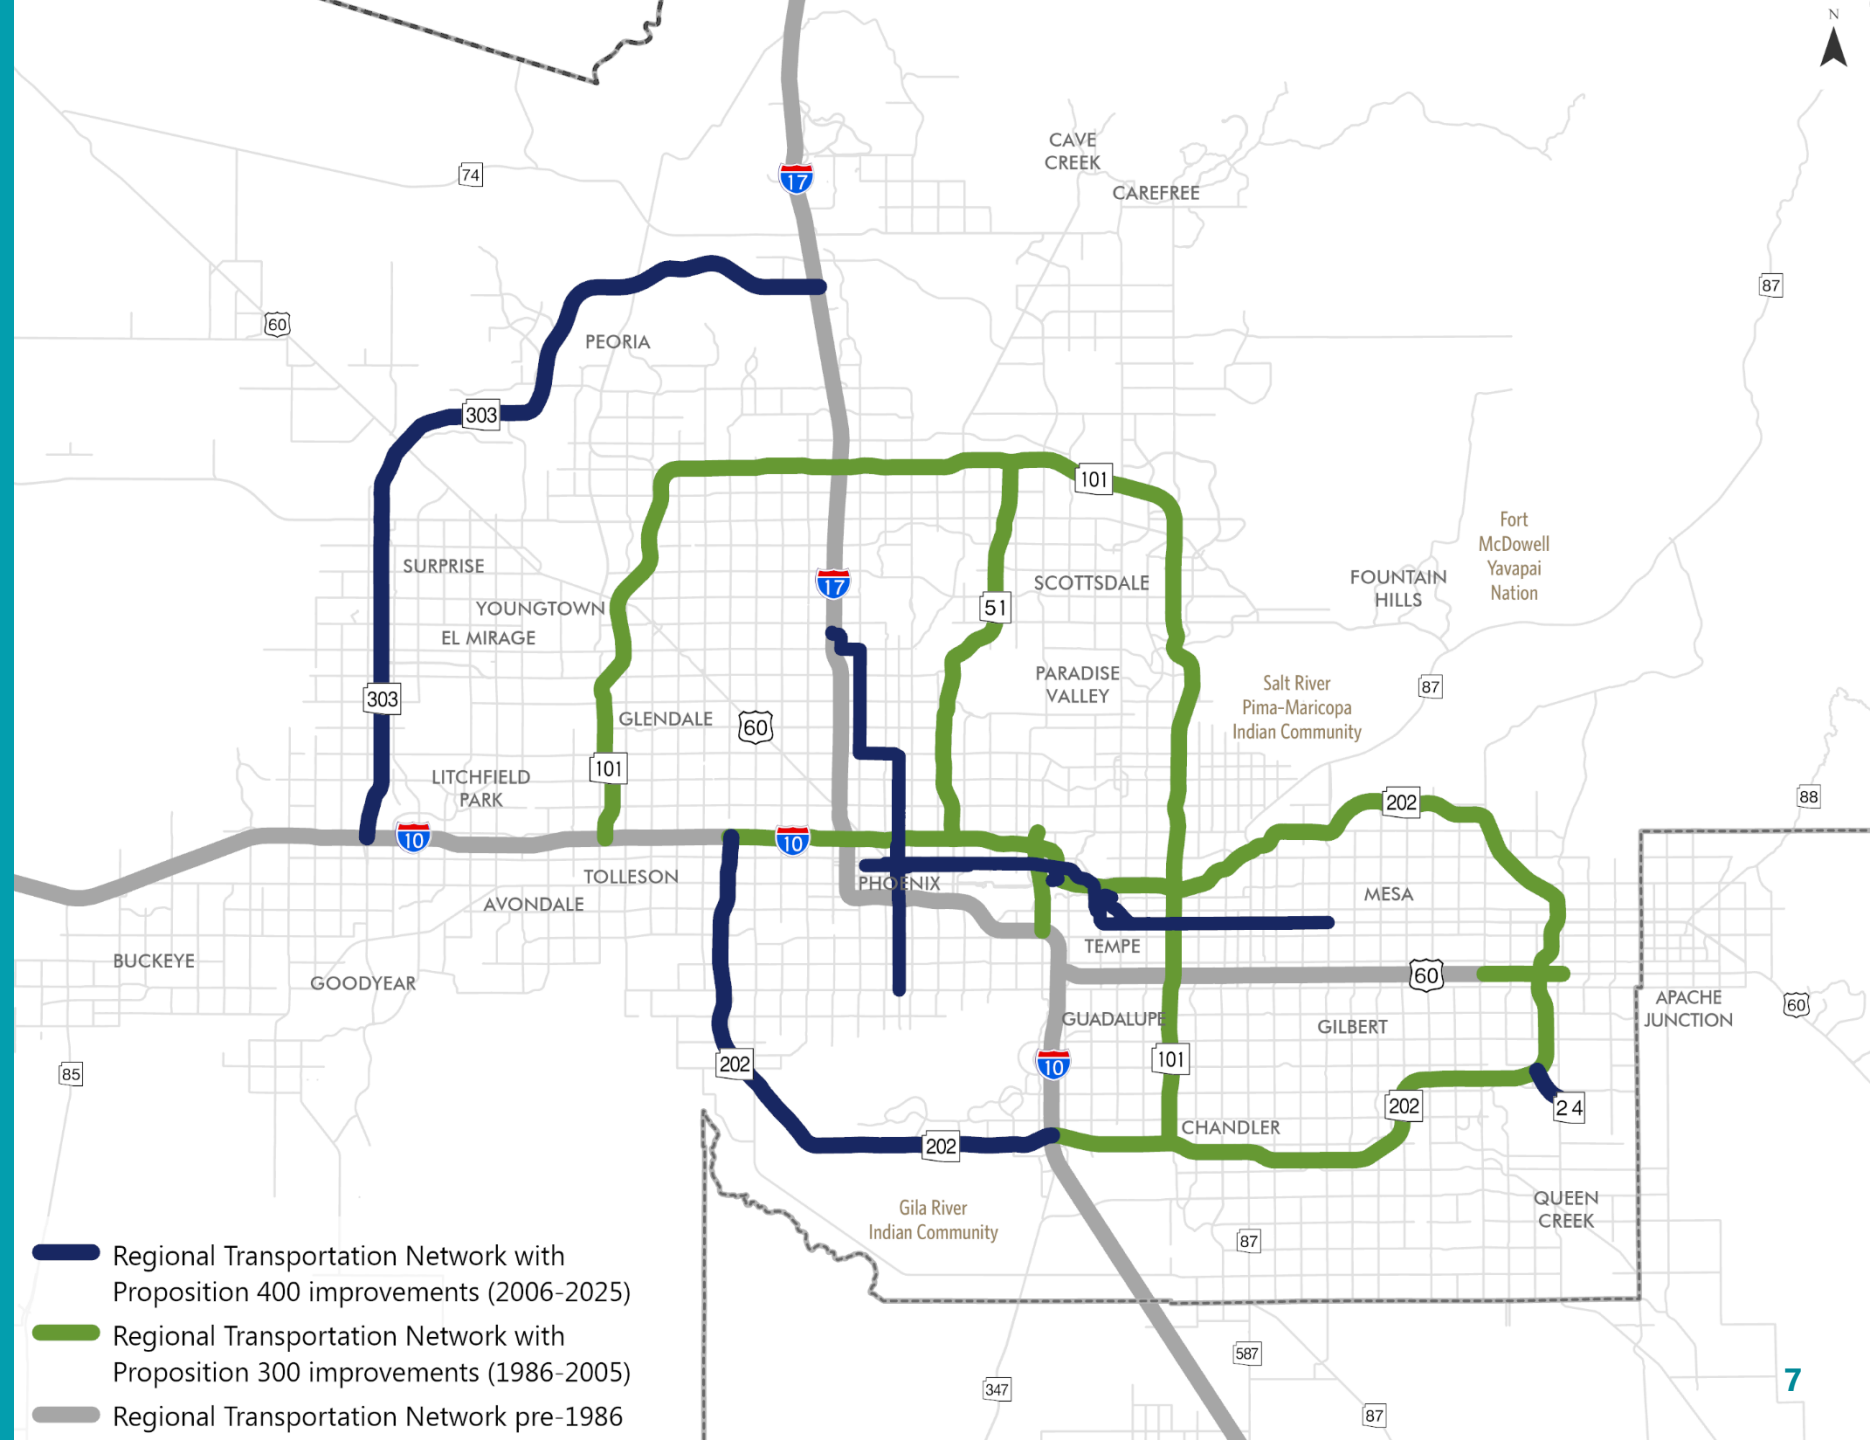 N
CAVE
CREEK
74
17
CAREFREE
87
60
PEORIA
303
101
Fort
McDowell
Yavapai
Nation
SURPRISE
17
SCOTTSDALE
FOUNTAIN
HILLS
YOUNGTOWN
51
EL MIRAGE
PARADISE
VALLEY
303
Salt River
Pima-Maricopa
Indian Community
87
GLENDALE
60
101
LITCHFIELD
PARK
202
88
10
10
TOLLESON
PHOENIX
MESA
AVONDALE
TEMPE
BUCKEYE
GOODYEAR
60
APACHE
JUNCTION
60
GUADALUPE
GILBERT
202
10
101
85
202
24
CHANDLER
202
Gila River
Indian Community
QUEEN
CREEK
87
Regional Transportation Network with
Proposition 400 improvements (2006-2025)
Regional Transportation Network with
Proposition 300 improvements (1986-2005)
Regional Transportation Network pre-1986
587
347
87
7